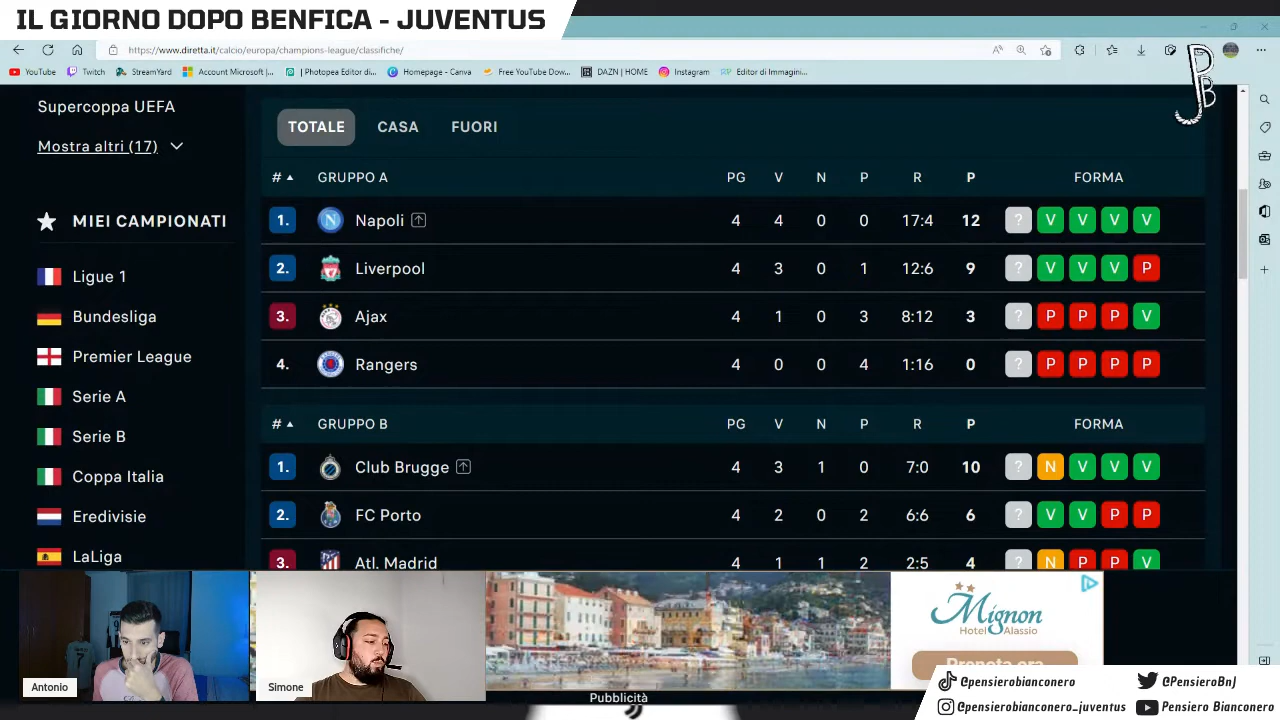 IL GIORNO DOPO BENFICA - JUVENTUS
https://www.diretta.it/calcio/europa/champions-league/classifiche/
YouTube Twitch StreamYard Account Microsoft |... Photopea Editor di... Homepage - Canva Free YouTube Dow... DAZN | HOME Instagram Editor di Immagini...
Supercoppa UEFA
Mostra altri (17)
MIEI CAMPIONATI
Ligue 1
Bundesliga
Premier League
Serie A
Serie B
Coppa Italia
Eredivisie
LaLiga
TOTALE CASA FUORI
# GRUPPO A PG V N P R P FORMA
1. Napoli 4 4 0 0 17:4 12 ? V V V V
2. Liverpool 4 3 0 1 12:6 9 ? V V V P
3. Ajax 4 1 0 3 8:12 3 ? P P P V
4. Rangers 4 0 0 4 1:16 0 ? P P P P
# GRUPPO B PG V N P R P FORMA
1. Club Brugge 4 3 1 0 7:0 10 ? N V V V
2. FC Porto 4 2 0 2 6:6 6 ? V V P P
3. Atl. Madrid 4 1 1 2 2:5 4 ? N P P V
Antonio
Simone
Mignon
Hotel Alassio
Prenota ora
Pubblicità
@pensierobianconero @PensieroBnJ
@pensierobianconero_juventus Pensiero Bianconero